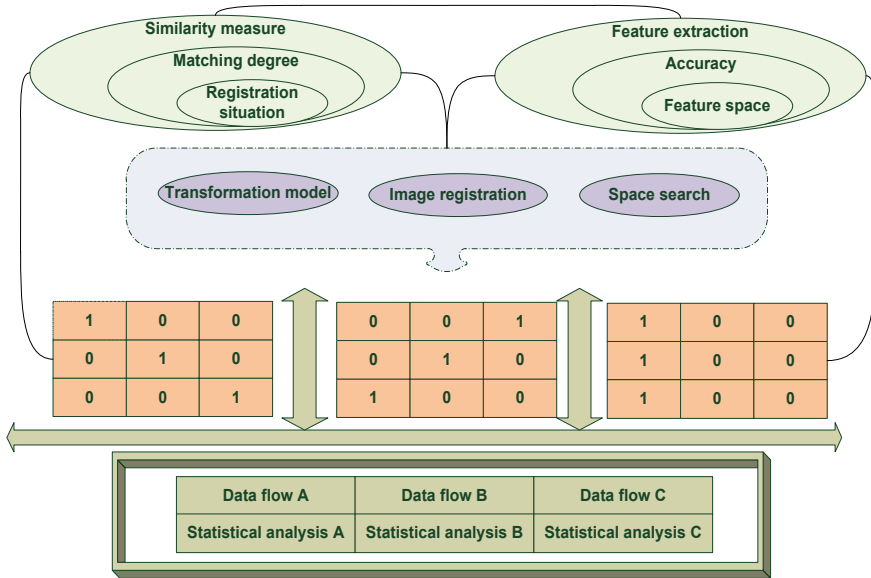 Similarity measure
Matching degree
Registration
situation
Feature extraction
Accuracy
Feature space
Transformation model
Image registration
Space search
1 0 0
0 1 0
0 0 1
0 0 1
0 1 0
1 0 0
1 0 0
1 0 0
1 0 0
Data flow A Data flow B Data flow C
Statistical analysis A Statistical analysis B Statistical analysis C